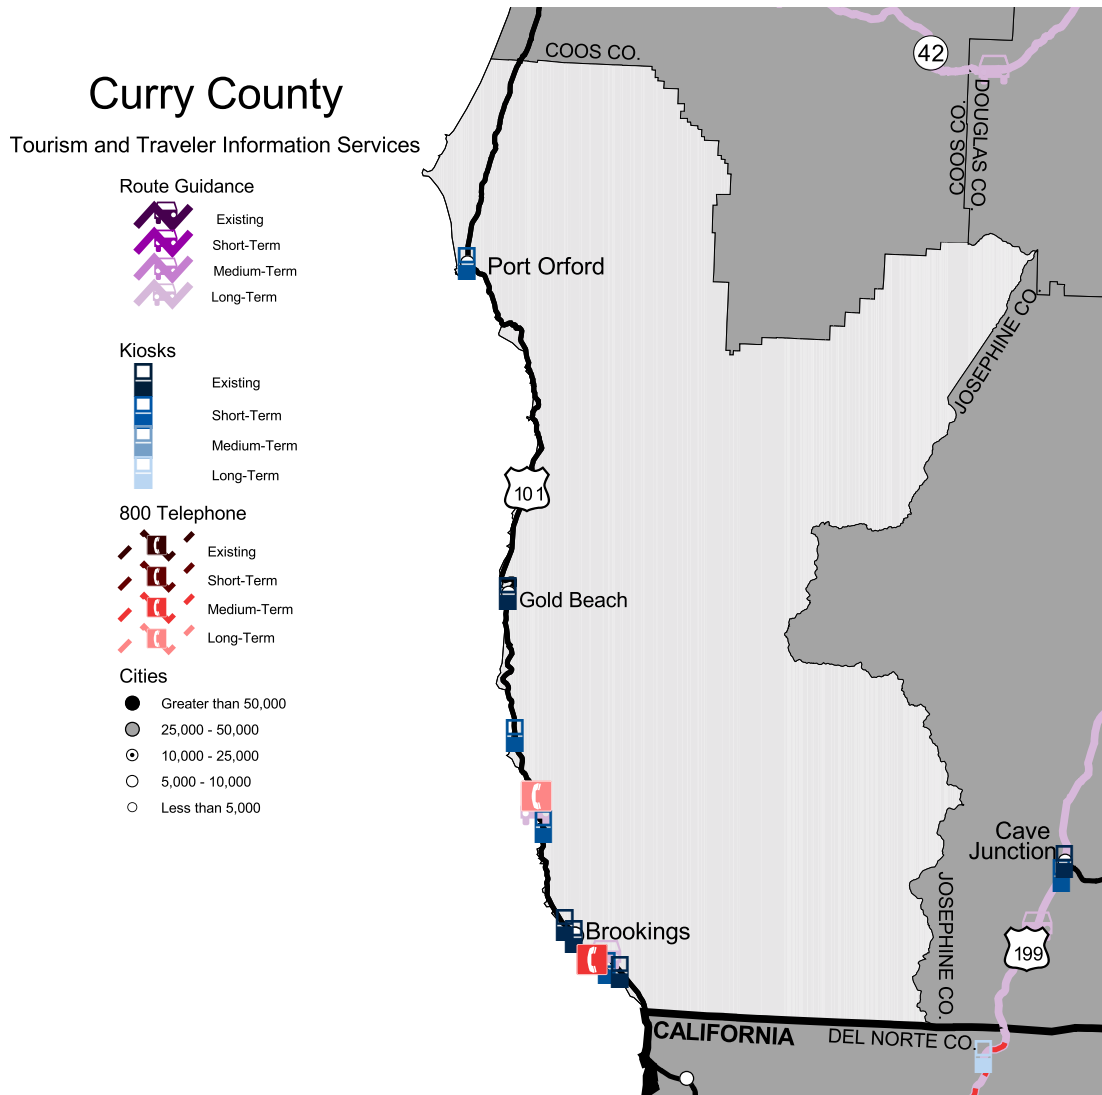 Curry County
Tourism and Traveler Information Services
Route Guidance
Existing
Short-Term
Medium-Term
Long-Term
Kiosks
Existing
Short-Term
Medium-Term
Long-Term
800 Telephone
Existing
Short-Term
Medium-Term
Long-Term
Cities
Greater than 50,000
25,000 - 50,000
10,000 - 25,000
5,000 - 10,000
Less than 5,000
COOS CO.
42
DOUGLAS CO.
COOS CO.
Port Orford
JOSEPHINE CO.
101
Gold Beach
Cave
Junction
Brookings
JOSEPHINE CO.
199
CALIFORNIA
DEL NORTE CO.